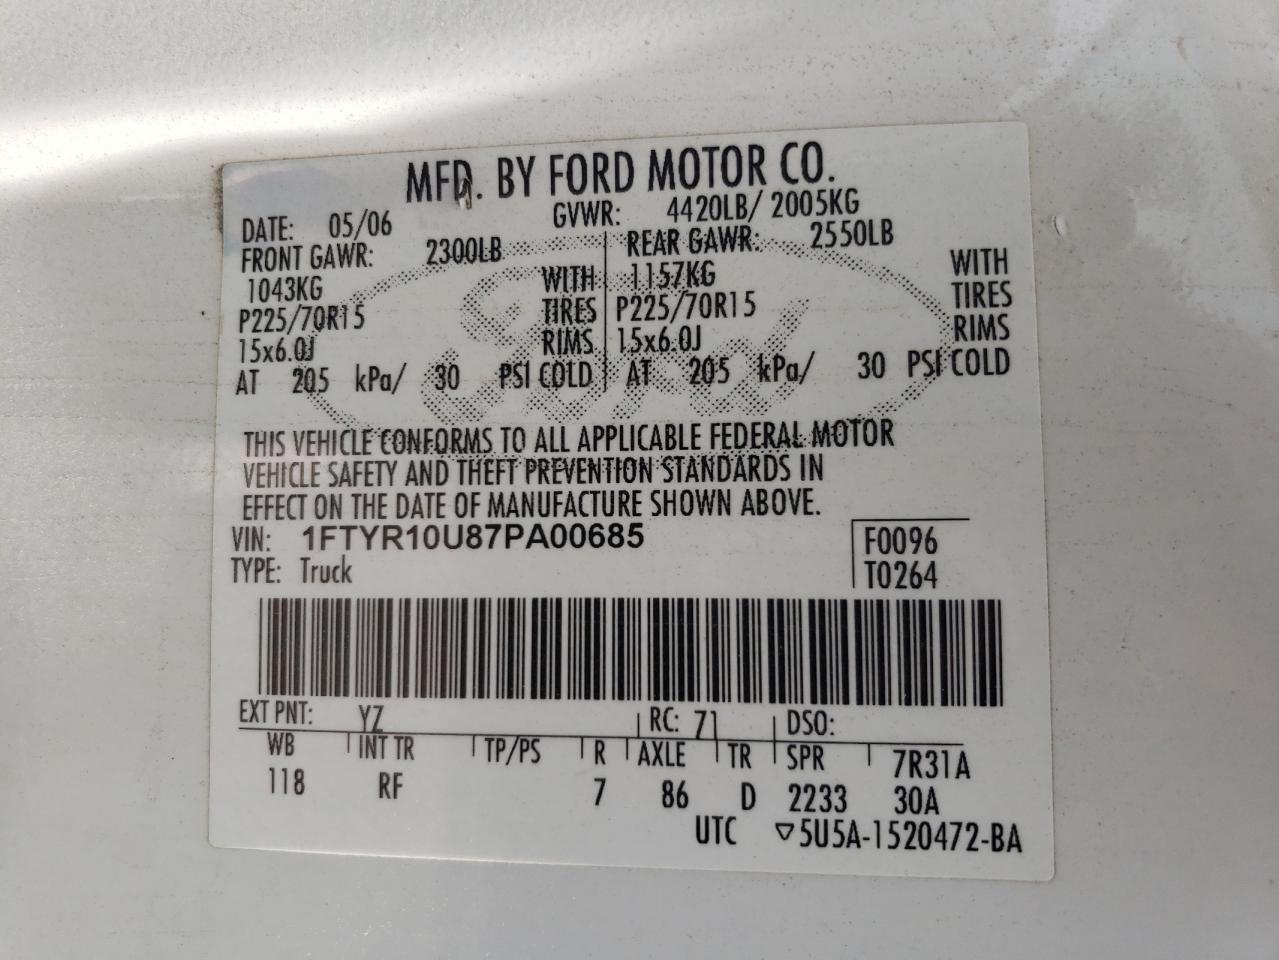 MFD. BY FORD MOTOR CO.
DATE: 05/06 GVWR: 4420LB/ 2005KG
FRONT GAWR: 2300LB REAR GAWR: 2550LB
1043KG WITH 1157KG WITH
P225/70R15 TIRES P225/70R15 TIRES
15x6.0J RIMS 15x6.0J RIMS
AT 205 kPa/ 30 PSI COLD AT 205 kPa/ 30 PSI COLD
Ford
THIS VEHICLE CONFORMS TO ALL APPLICABLE FEDERAL MOTOR
VEHICLE SAFETY AND THEFT PREVENTION STANDARDS IN
EFFECT ON THE DATE OF MANUFACTURE SHOWN ABOVE.
VIN: 1FTYR10U87PA00685 F0096
TYPE: Truck T0264
EXT PNT: YZ RC: 71 DSO:
WB INT TR TP/PS R AXLE TR SPR 7R31A
118 RF 7 86 D 2233 30A
UTC ▽5U5A-1520472-BA